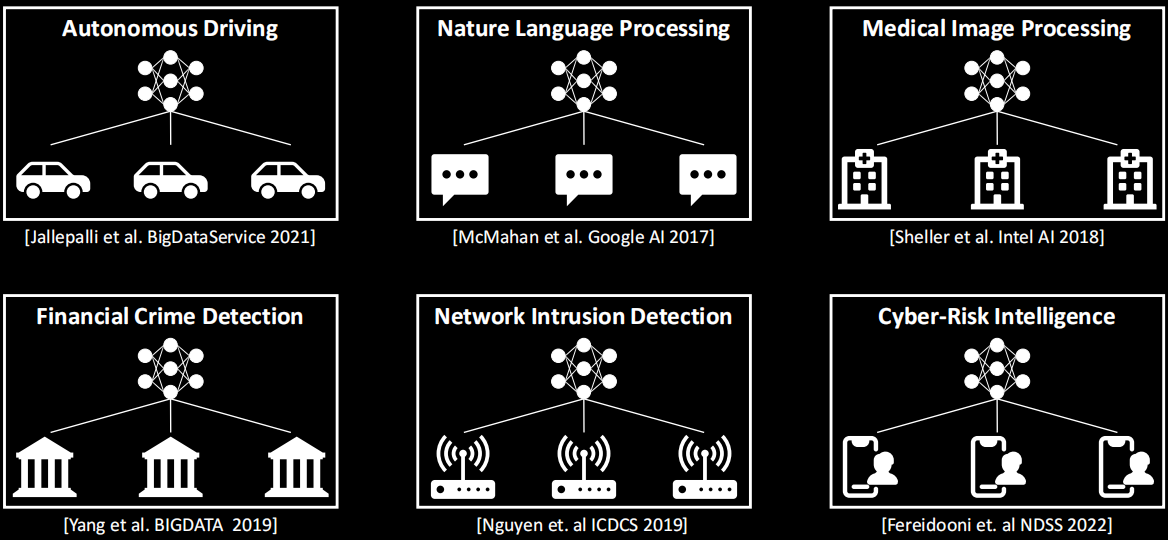 Autonomous Driving
Nature Language Processing
Medical Image Processing
[Jallepalli et al. BigDataService 2021]
[McMahan et al. Google AI 2017]
[Sheller et al. Intel AI 2018]
Financial Crime Detection
Network Intrusion Detection
Cyber-Risk Intelligence
[Yang et al. BIGDATA  2019]
[Nguyen et. al ICDCS 2019]
[Fereidooni et. al NDSS 2022]